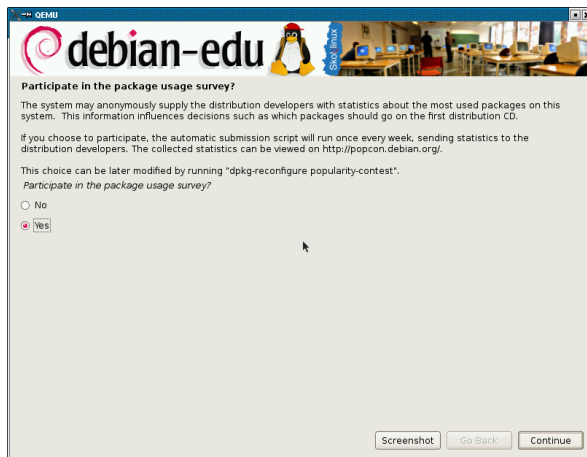 QEMU
debian-edu
Skolelinux
Participate in the package usage survey?
The system may anonymously supply the distribution developers with statistics about the most used packages on this
system.  This information influences decisions such as which packages should go on the first distribution CD.
If you choose to participate, the automatic submission script will run once every week, sending statistics to the
distribution developers. The collected statistics can be viewed on http://popcon.debian.org/.
This choice can be later modified by running "dpkg-reconfigure popularity-contest".
Participate in the package usage survey?
No
Yes
Screenshot
Go Back
Continue